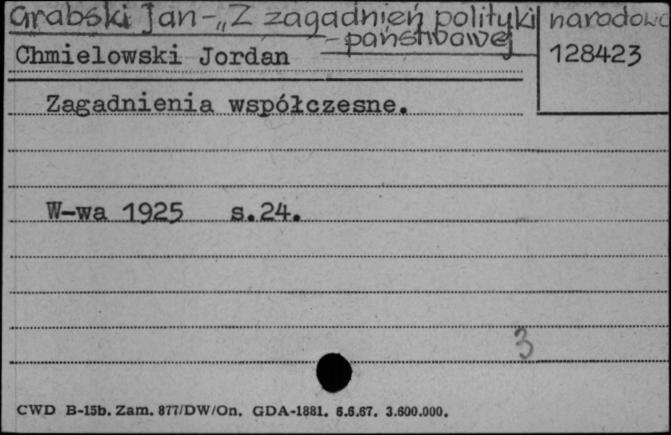 Grabski Jan - „Z zagadnień polityki narodowo
- państwowej
Chmielowski Jordan
128423
Zagadnienia współczesne.
W-wa 1925 s.24.
3
CWD B-15b. Zam. 877/DW/On. GDA-1881. 6.6.67. 3.600.000.